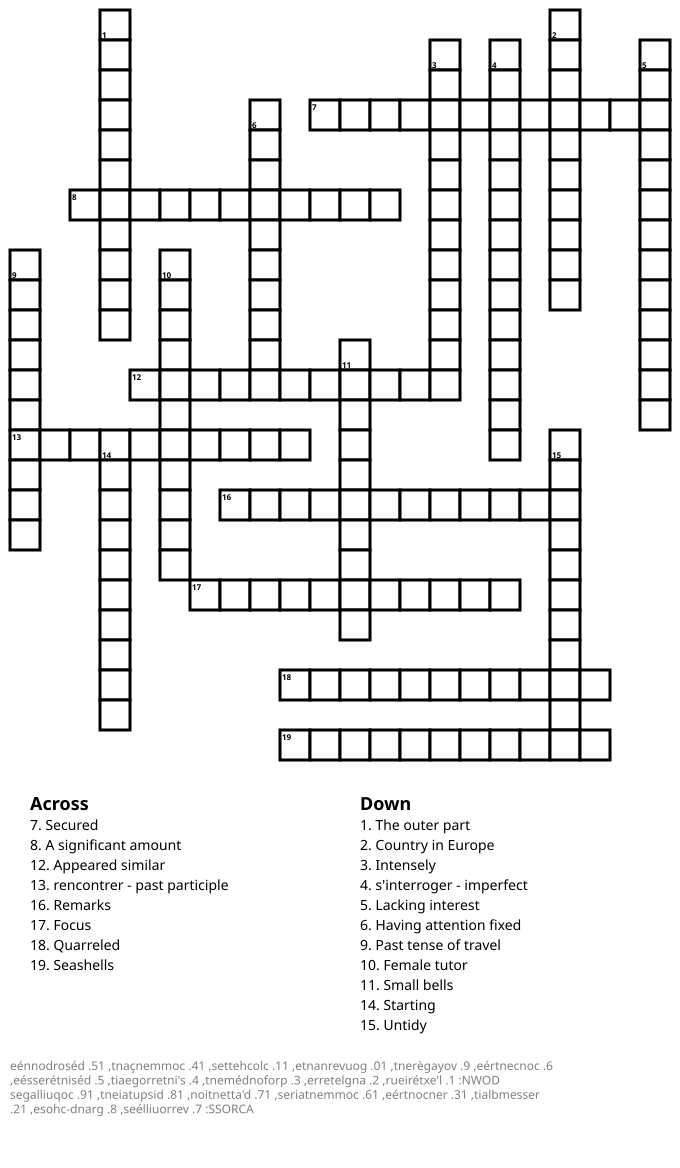 1 2
3 4 5
7
6
8
9 10
11
12
13
14 15
16
17
18
19
Across
7. Secured
8. A significant amount
12. Appeared similar
13. rencontrer - past participle
16. Remarks
17. Focus
18. Quarreled
19. Seashells
Down
1. The outer part
2. Country in Europe
3. Intensely
4. s'interroger - imperfect
5. Lacking interest
6. Having attention fixed
9. Past tense of travel
10. Female tutor
11. Small bells
14. Starting
15. Untidy
eénnodroséd .51 ,tnaçnemmoc .41 ,settehcolc .11 ,etnanrevuog .01 ,tnerègayov .9 ,eértnecnoc .6
,eésserétniséd .5 ,tiaegorretni's .4 ,tnemédnoforp .3 ,erretelgna .2 ,rueirétxe'l .1 :NWOD
segalliuqoc .91 ,tneiatupsid .81 ,noitnetta'd .71 ,seriatnemmoc .61 ,eértnocner .31 ,tialbmesser
.21 ,esohc-dnarg .8 ,seélliuorrev .7 :SSORCA